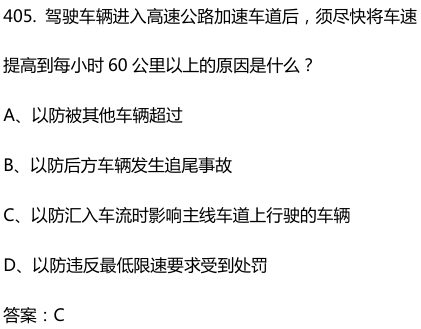 405. 驾驶车辆进入高速公路加速车道后，须尽快将车速
提高到每小时 60 公里以上的原因是什么？
A、以防被其他车辆超过
B、以防后方车辆发生追尾事故
C、以防汇入车流时影响主线车道上行驶的车辆
D、以防违反最低限速要求受到处罚
答案：C